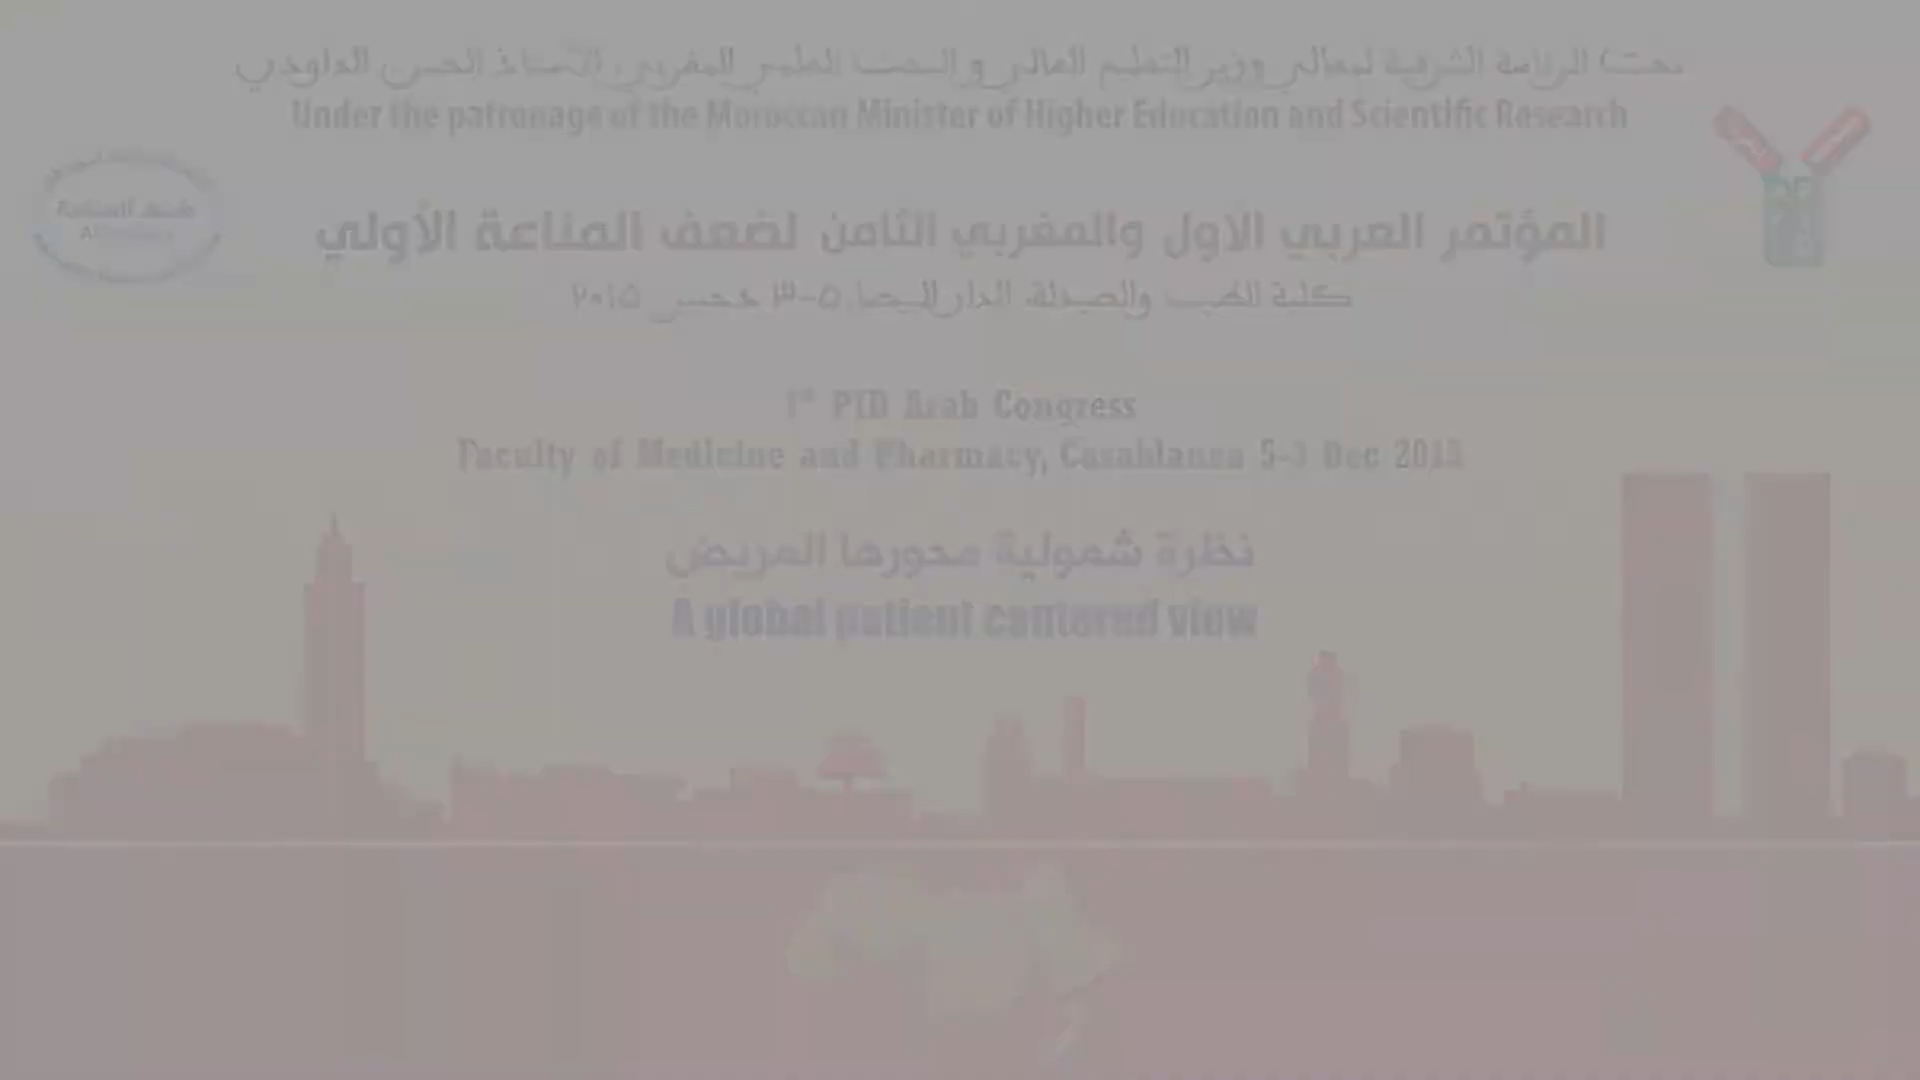 تحت الرئاسة الشرفية لمعالي وزير التعليم العالي و البحث العلمي المغربي، الأستاذ الحسن الداودي
Under the patronage of the Moroccan Minister of Higher Education and Scientific Research
المؤتمر العربي الاول والمغربي الثامن لضعف المناعة الأولي
كلية الطب والصيدلة، الدار البيضاء ٥-٣ دجنبر ٢٠١٥
1st PID Arab Congress
Faculty of Medicine and Pharmacy, Casablanca 5-3 Dec 2015
نظرة شمولية محورها المريض
A global patient centered view